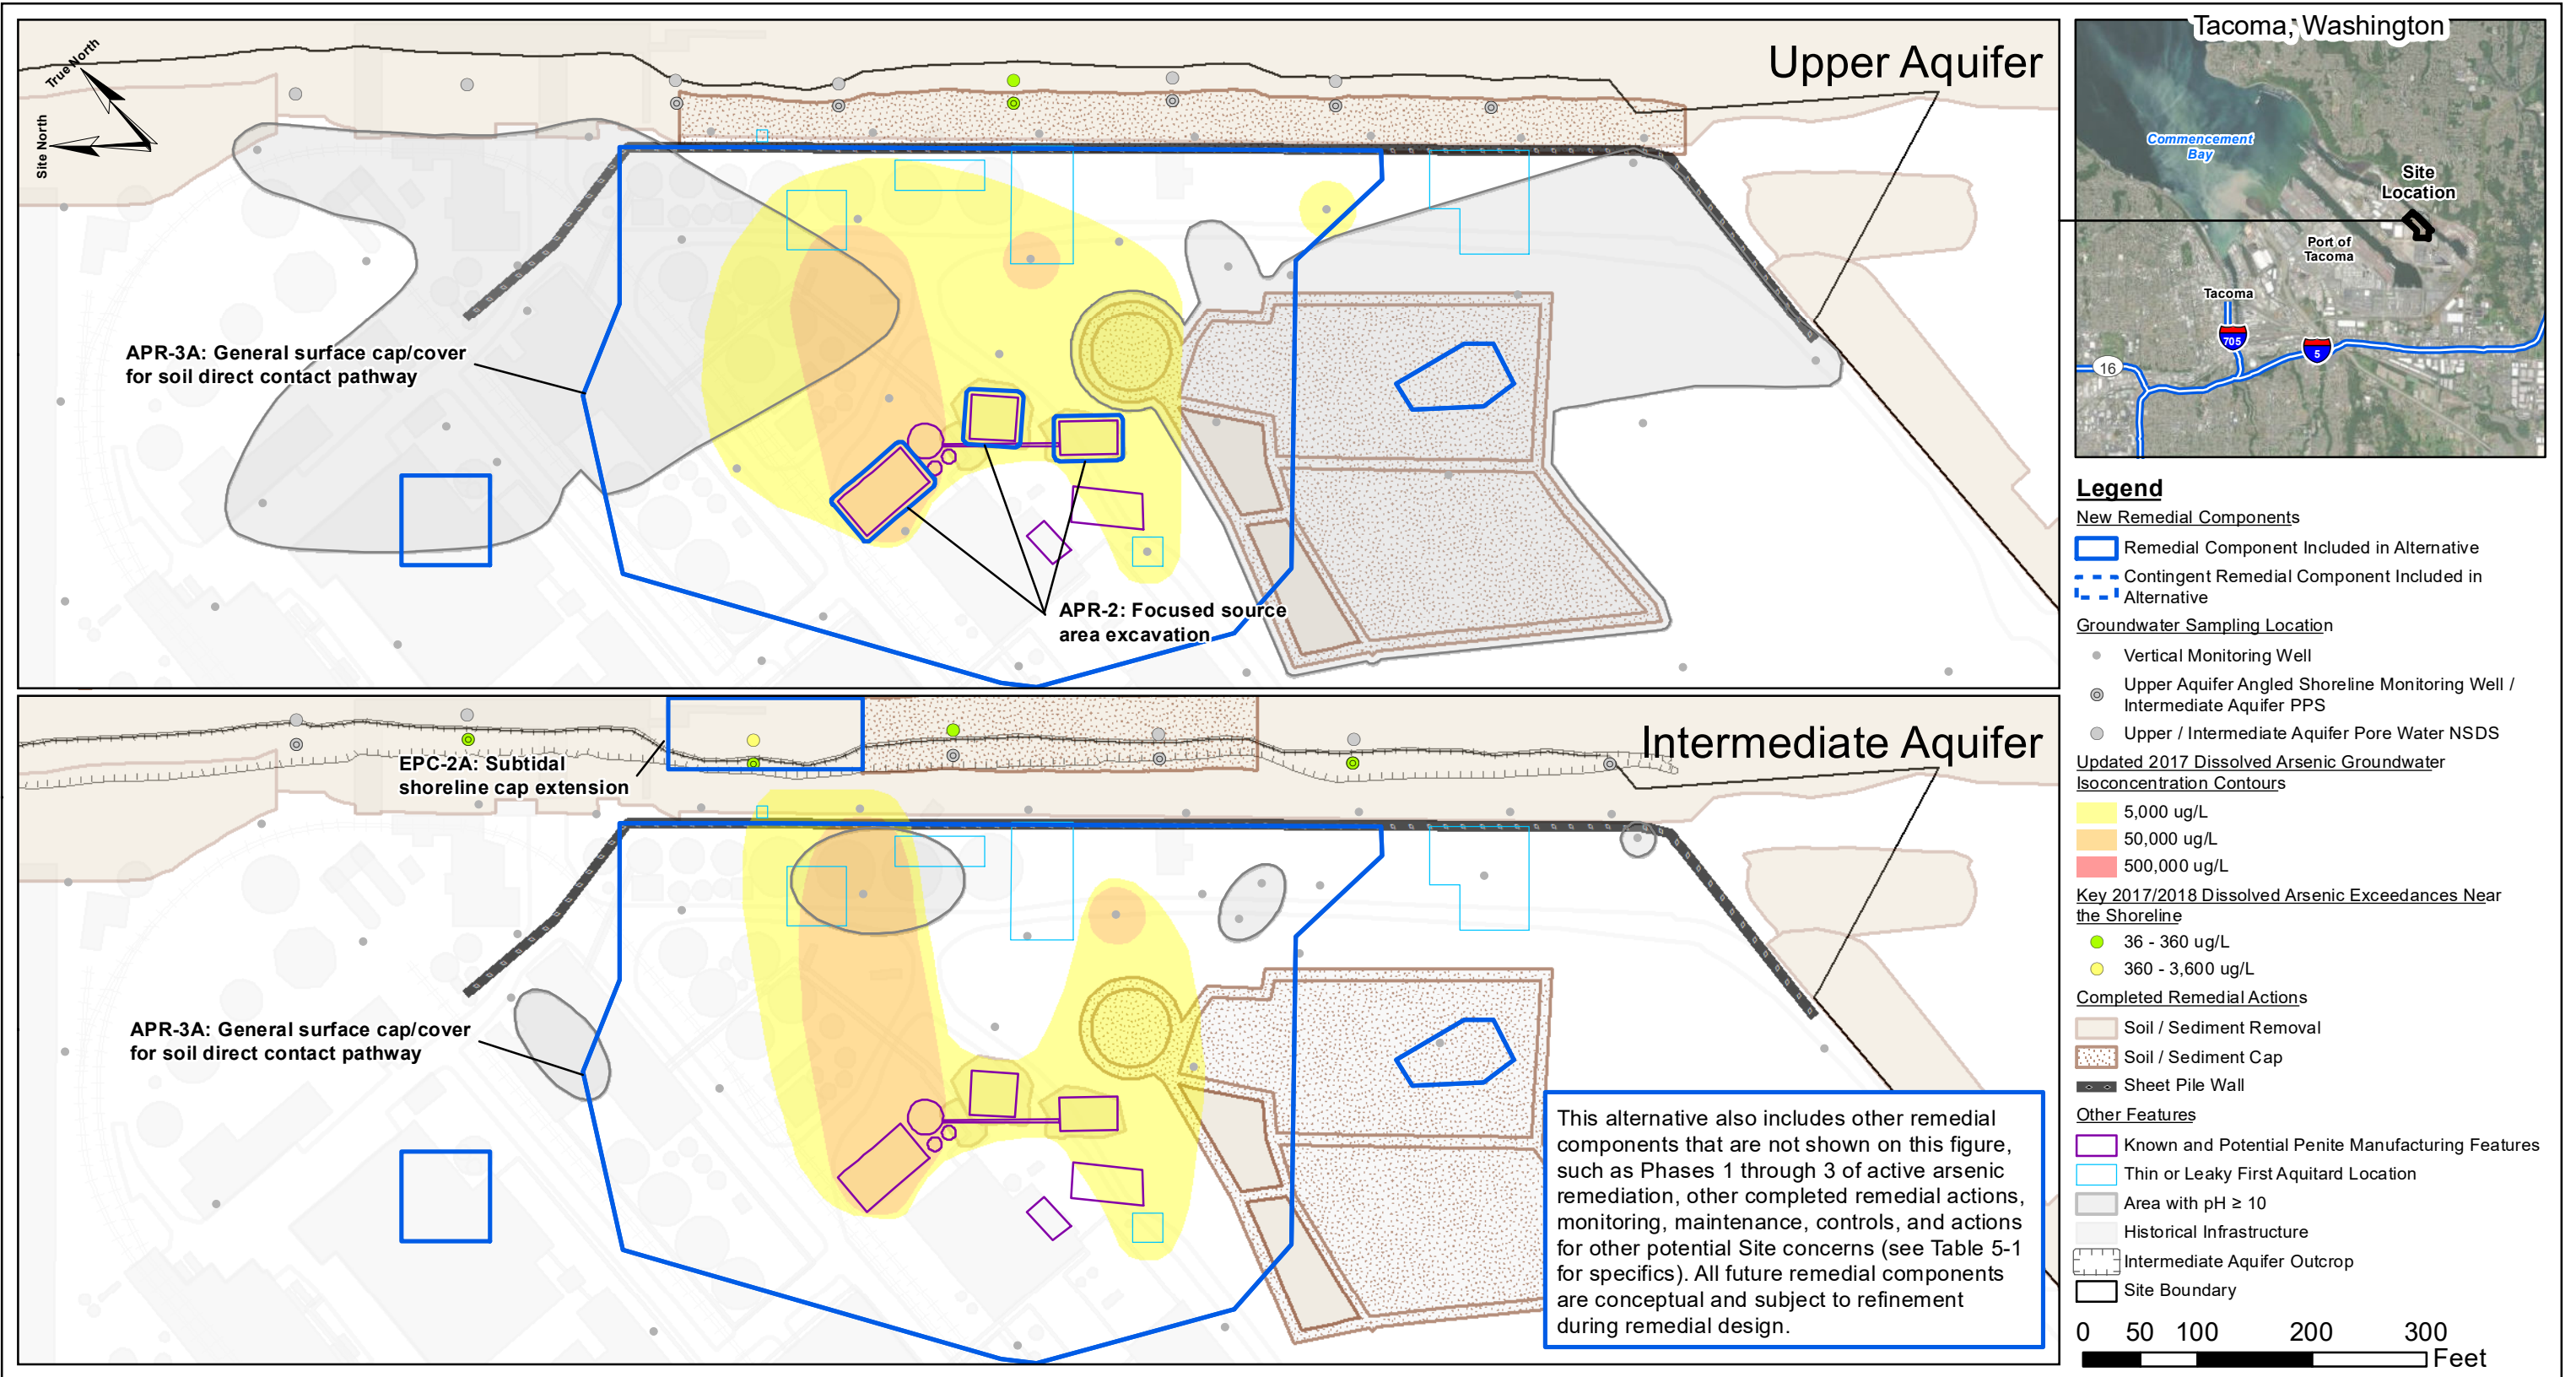 Upper Aquifer
True North
Site North
APR-3A: General surface cap/cover
for soil direct contact pathway
APR-2: Focused source
area excavation
Intermediate Aquifer
EPC-2A: Subtidal
shoreline cap extension
APR-3A: General surface cap/cover
for soil direct contact pathway
This alternative also includes other remedial
components that are not shown on this figure,
such as Phases 1 through 3 of active arsenic
remediation, other completed remedial actions,
monitoring, maintenance, controls, and actions
for other potential Site concerns (see Table 5-1
for specifics). All future remedial components
are conceptual and subject to refinement
during remedial design.
Tacoma, Washington
Commencement
Bay
Site
Location
Port of
Tacoma
Tacoma
705
5
16
Legend
New Remedial Components
Remedial Component Included in Alternative
Contingent Remedial Component Included in
Alternative
Groundwater Sampling Location
Vertical Monitoring Well
Upper Aquifer Angled Shoreline Monitoring Well /
Intermediate Aquifer PPS
Upper / Intermediate Aquifer Pore Water NSDS
Updated 2017 Dissolved Arsenic Groundwater
Isoconcentration Contours
5,000 ug/L
50,000 ug/L
500,000 ug/L
Key 2017/2018 Dissolved Arsenic Exceedances Near
the Shoreline
36 - 360 ug/L
360 - 3,600 ug/L
Completed Remedial Actions
Soil / Sediment Removal
Soil / Sediment Cap
Sheet Pile Wall
Other Features
Known and Potential Penite Manufacturing Features
Thin or Leaky First Aquitard Location
Area with pH ≥ 10
Historical Infrastructure
Intermediate Aquifer Outcrop
Site Boundary
0 50 100 200 300
Feet